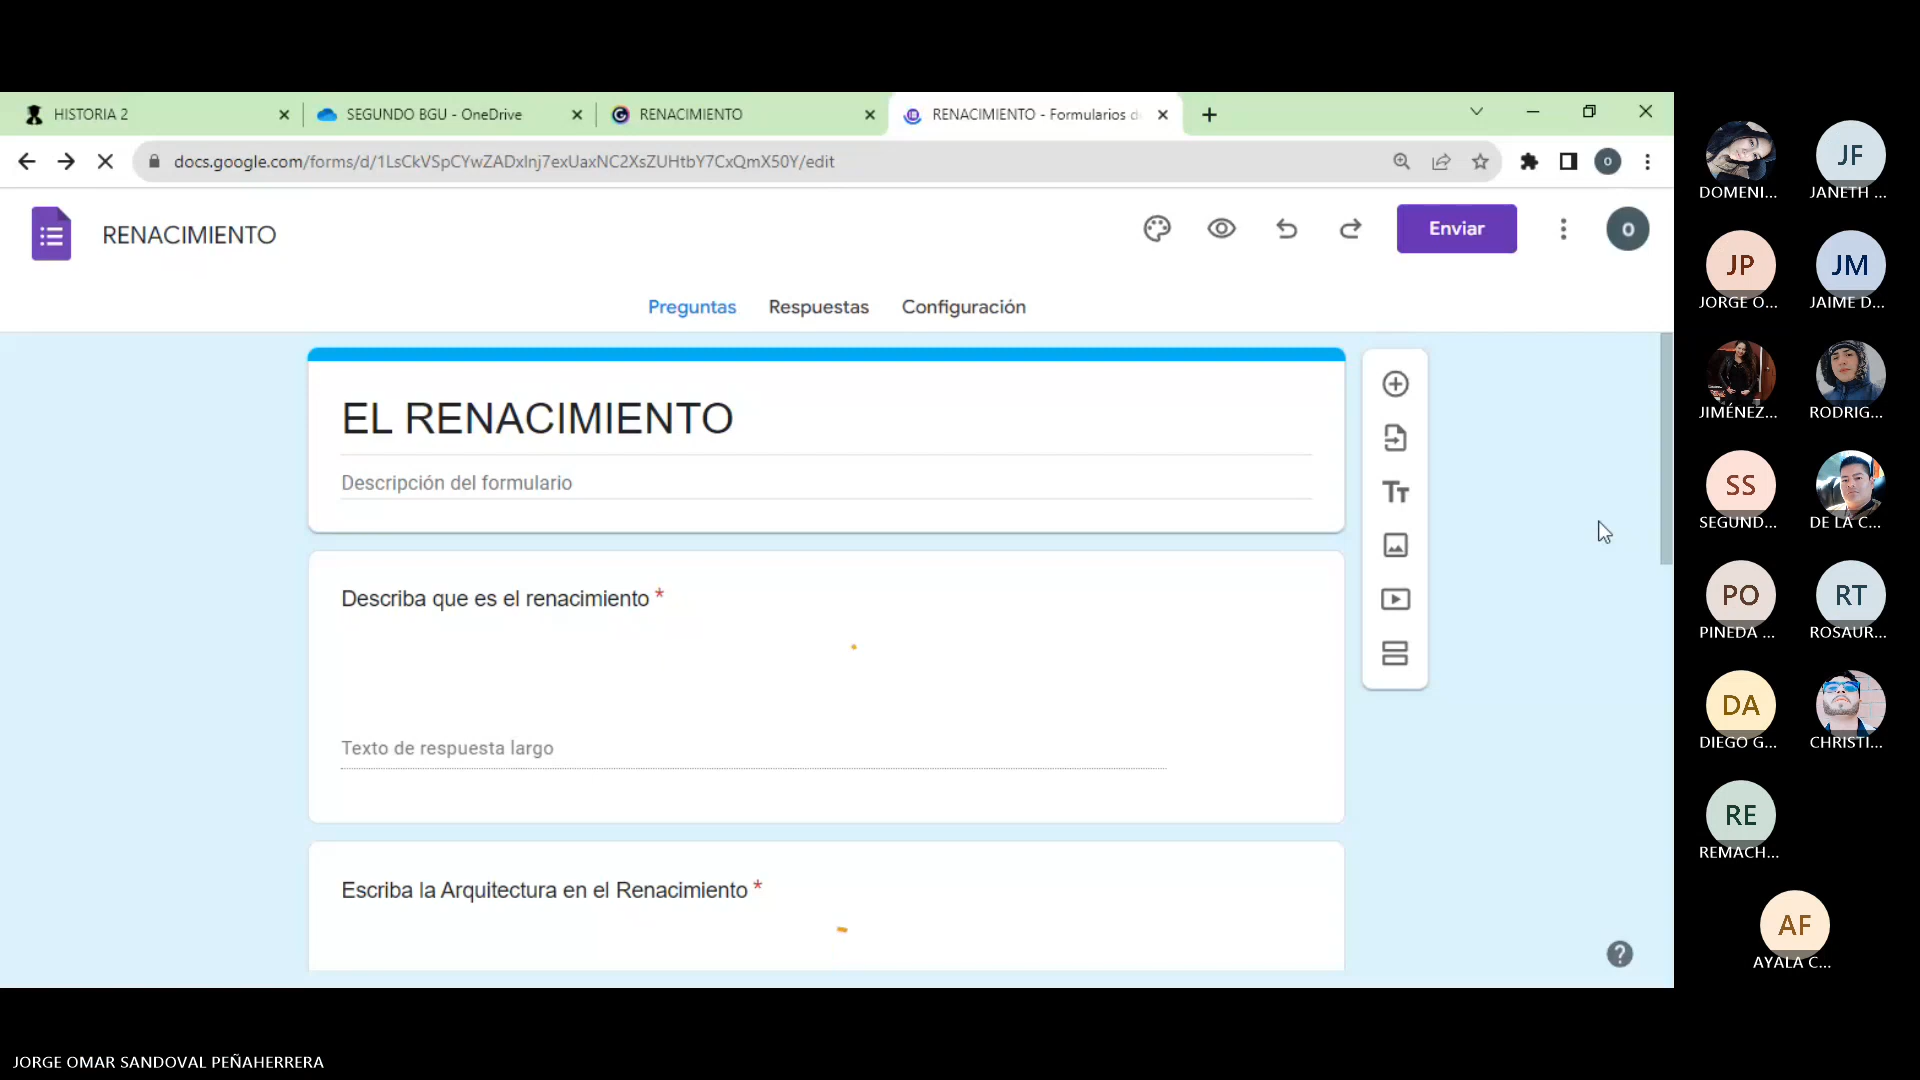 HISTORIA 2
SEGUNDO BGU - OneDrive
RENACIMIENTO
RENACIMIENTO - Formularios d
docs.google.com/forms/d/1LsCkVSpCYwZADxInj7exUaxNC2XsZUHtbY7CxQmX50Y/edit
O
RENACIMIENTO
Enviar
O
Preguntas
Respuestas
Configuración
EL RENACIMIENTO
Descripción del formulario
Describa que es el renacimiento *
Texto de respuesta largo
Escriba la Arquitectura en el Renacimiento *
Tт
DOMENI...
JF
JANETH ...
JP
JORGE O...
JM
JAIME D...
JIMÉNEZ...
RODRIG...
SS
SEGUND...
DE LA C...
PO
PINEDA ...
RT
ROSAUR...
DA
DIEGO G...
CHRISTI...
RE
REMACH...
AF
AYALA C...
JORGE OMAR SANDOVAL PEÑAHERRERA